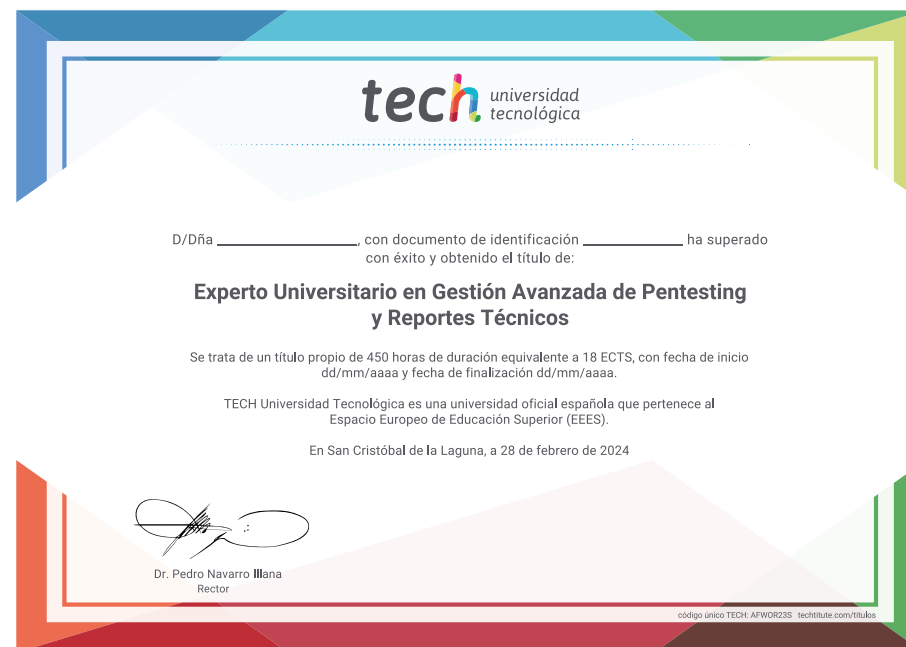 tech universidad
tecnológica
D/Dña ____________________, con documento de identificación ______________ ha superado
con éxito y obtenido el título de:
Experto Universitario en Gestión Avanzada de Pentesting
y Reportes Técnicos
Se trata de un título propio de 450 horas de duración equivalente a 18 ECTS, con fecha de inicio
dd/mm/aaaa y fecha de finalización dd/mm/aaaa.
TECH Universidad Tecnológica es una universidad oficial española que pertenece al
Espacio Europeo de Educación Superior (EEES).
En San Cristóbal de la Laguna, a 28 de febrero de 2024
Dr. Pedro Navarro Illana
Rector
código único TECH: AFWOR23S techtitute.com/titulos